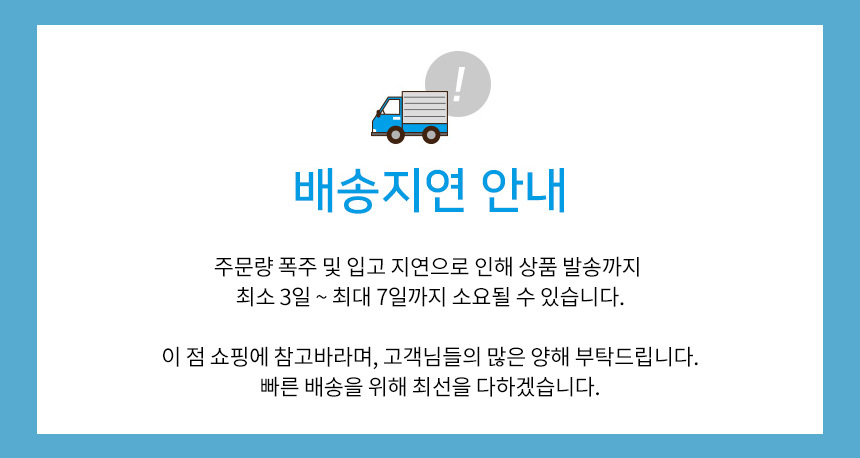 !
배송지연 안내
주문량 폭주 및 입고 지연으로 인해 상품 발송까지
최소 3일 ~ 최대 7일까지 소요될 수 있습니다.
이 점 쇼핑에 참고바라며, 고객님들의 많은 양해 부탁드립니다.
빠른 배송을 위해 최선을 다하겠습니다.